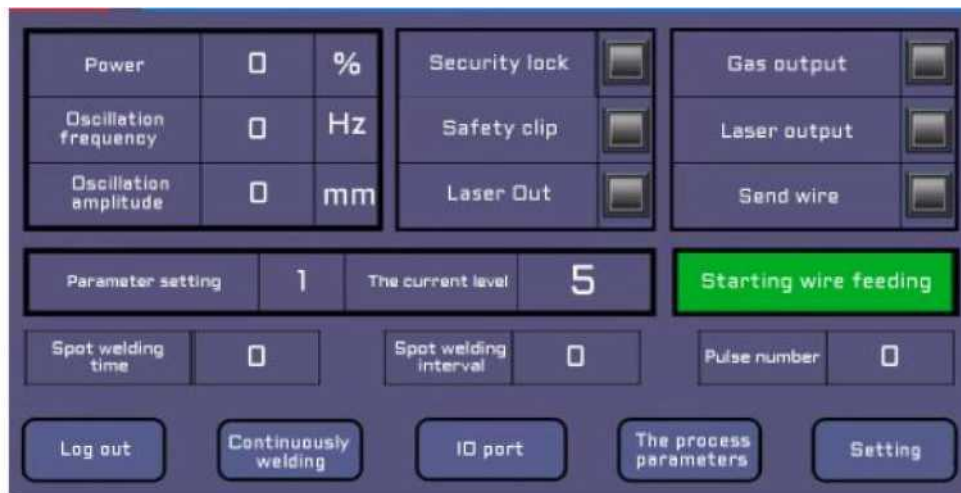 Power 0 % Security lock Gas output
Oscillation
frequency 0 Hz Safety clip Laser output
Oscillation
amplitude 0 mm Laser Out Send wire
Parameter setting 1 The current level 5 Starting wire feeding
Spot welding
time 0 Spot welding
interval 0 Pulse number 0
Log out Continuously
welding IO port The process
parameters Setting